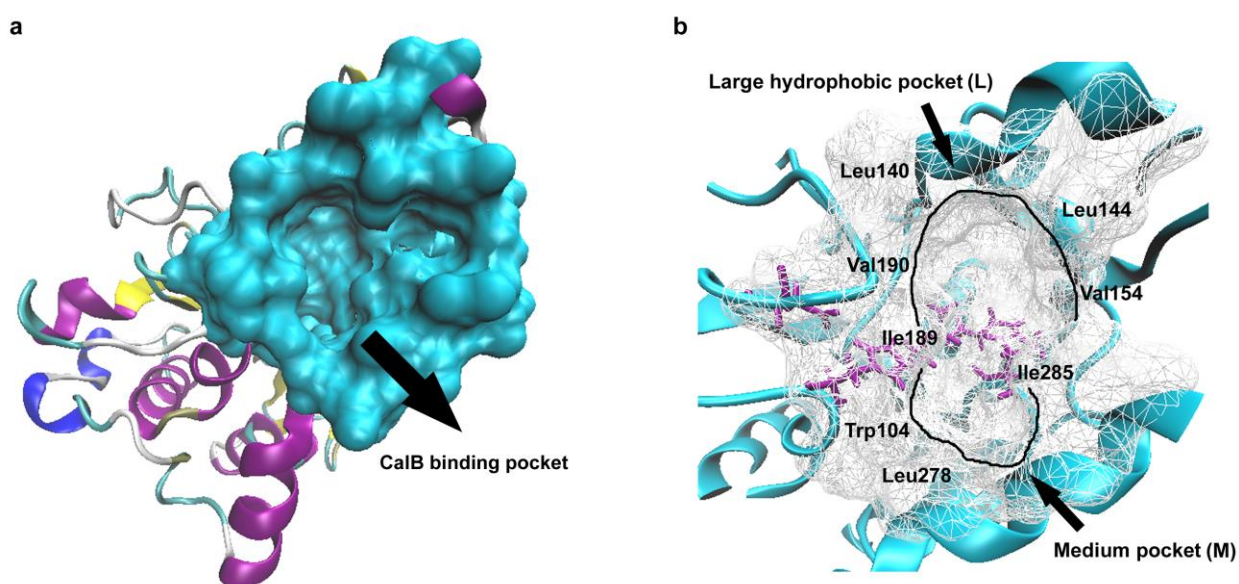 a
CalB binding pocket
b
Large hydrophobic pocket (L)
Leu140
Leu144
Val190
Val154
Ile189
Ile285
Trp104
Leu278
Medium pocket (M)